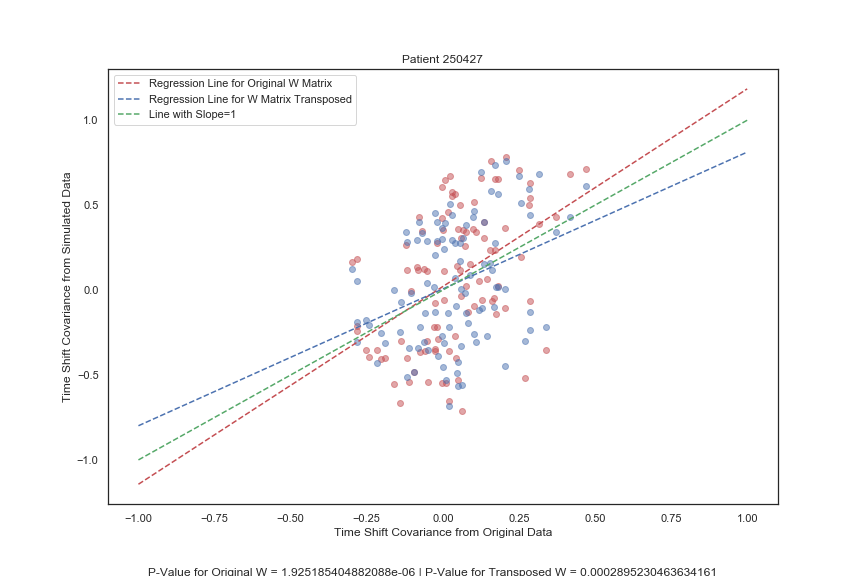 Patient 250427
Regression Line for Original W Matrix
Regression Line for W Matrix Transposed
Line with Slope=1
Time Shift Covariance from Simulated Data
1.0
0.5
0.0
−0.5
−1.0
−1.00 −0.75 −0.50 −0.25 0.00 0.25 0.50 0.75 1.00
Time Shift Covariance from Original Data
P-Value for Original W = 1.925185404882088e-06 | P-Value for Transposed W = 0.0002895230463634161